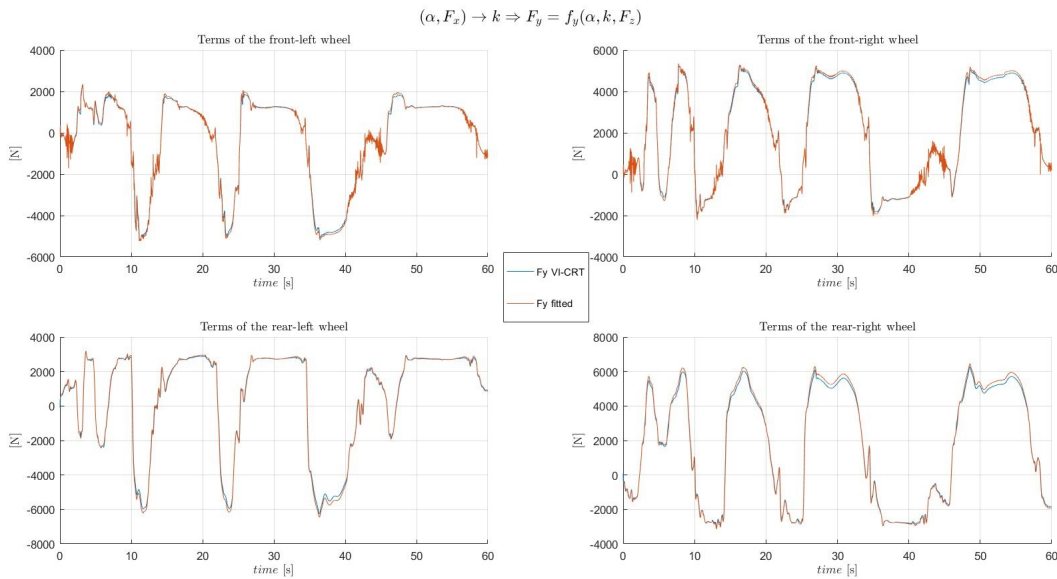 (α, F_x) → k ⇒ F_y = f_y(α, k, F_z)
Terms of the front-left wheel
4000
2000
0
-2000
-4000
-6000
[N]
0 10 20 30 40 50 60
time [s]
Terms of the front-right wheel
6000
4000
2000
0
-2000
-4000
[N]
0 10 20 30 40 50 60
time [s]
Fy VI-CRT
Fy fitted
Terms of the rear-left wheel
4000
2000
0
-2000
-4000
-6000
-8000
[N]
0 10 20 30 40 50 60
time [s]
Terms of the rear-right wheel
8000
6000
4000
2000
0
-2000
-4000
[N]
0 10 20 30 40 50 60
time [s]